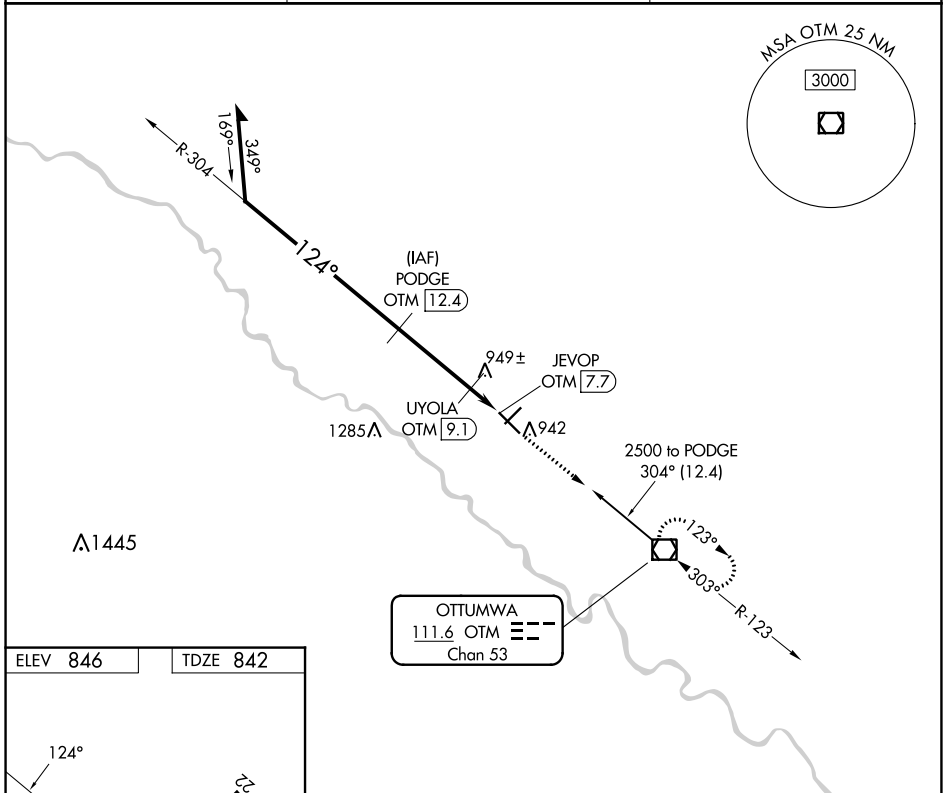 MSA OTM 25 NM
3000
R-304
169°
349°
124°
(IAF)
PODGE
OTM 12.4
949±
JEVOP
OTM 7.7
UYOLA
OTM 9.1
1285
942
2500 to PODGE
304° (12.4)
1445
123°
303°
R-123
OTTUMWA
111.6 OTM
Chan 53
ELEV 846
TDZE 842
124°
22